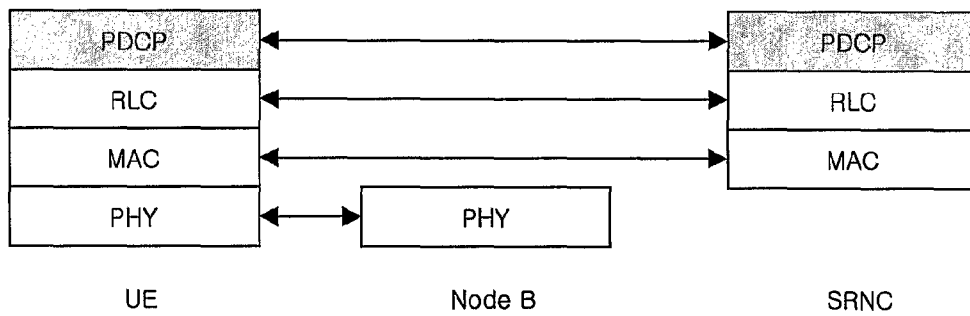 PDCP PDCP
RLC RLC
MAC MAC
PHY PHY
UE Node B SRNC